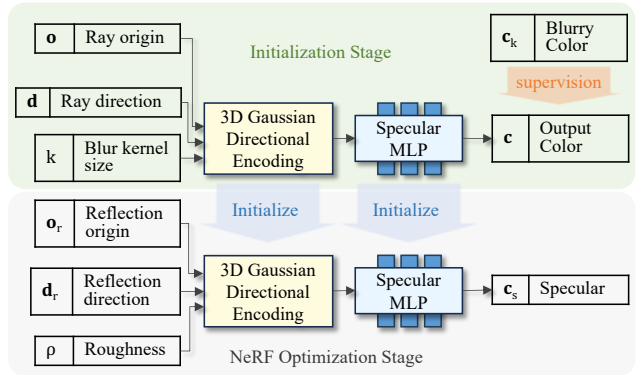 o Ray origin
Initialization Stage
c_k Blurry
Color
supervision
d Ray direction
k Blur kernel
size
3D Gaussian
Directional
Encoding
Specular
MLP
c Output
Color
Initialize
Initialize
o_r Reflection
origin
d_r Reflection
direction
ρ Roughness
3D Gaussian
Directional
Encoding
Specular
MLP
c_s Specular
NeRF Optimization Stage